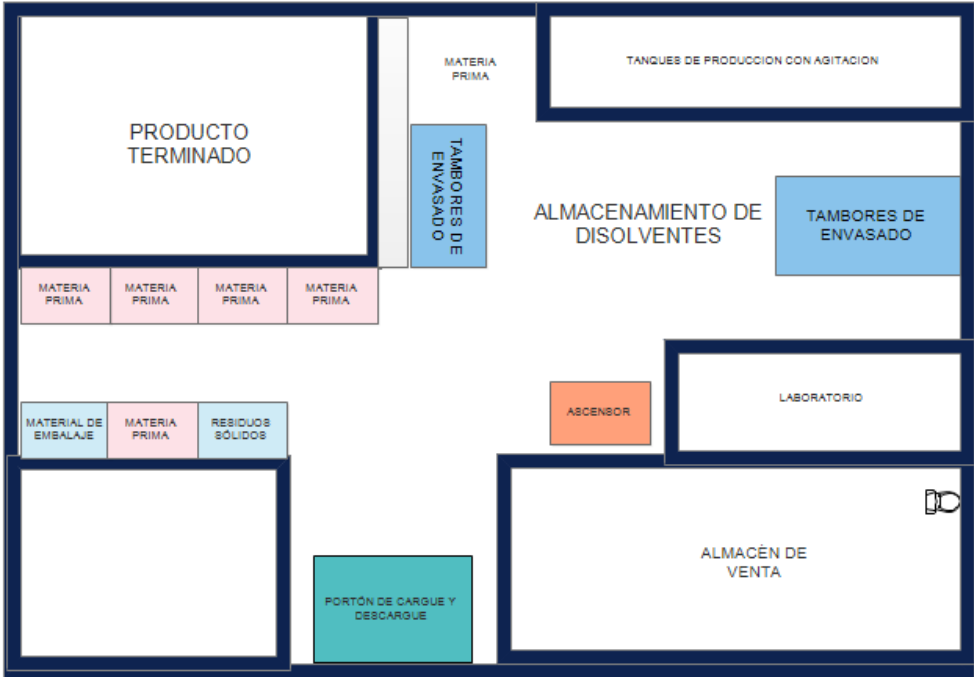 MATERIA
PRIMA
TANQUES DE PRODUCCION CON AGITACION
PRODUCTO
TERMINADO
TAMBORES DE
ENVASADO
ALMACENAMIENTO DE
DISOLVENTES
TAMBORES DE
ENVASADO
MATERIA
PRIMA
MATERIA
PRIMA
MATERIA
PRIMA
MATERIA
PRIMA
MATERIAL DE
EMBALAJE
MATERIA
PRIMA
RESIDUOS
SÓLIDOS
ASCENSOR
LABORATORIO
ALMACÉN DE
VENTA
PORTÓN DE CARGUE Y
DESCARGUE